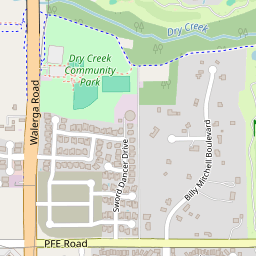 Dry Creek
Dry Creek
Community
Park
Walerga Road
Billy Mitchell Boulevard
Sword Dancer Drive
PFE Road